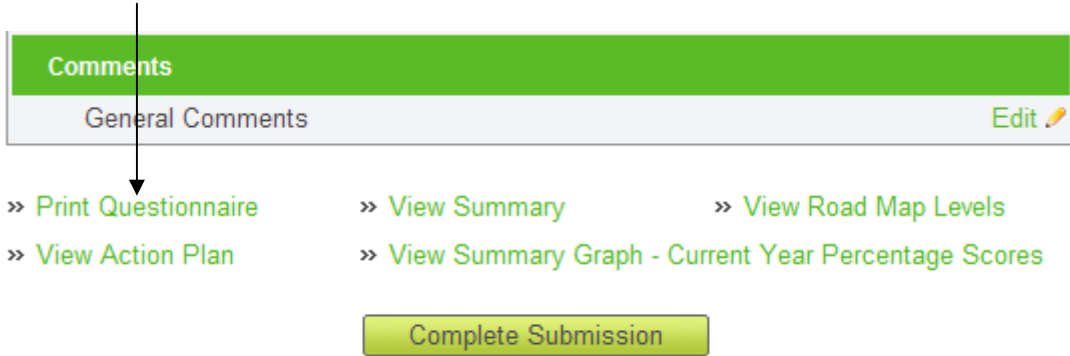 Comments
General Comments Edit
» Print Questionnaire » View Summary » View Road Map Levels
» View Action Plan » View Summary Graph - Current Year Percentage Scores
Complete Submission